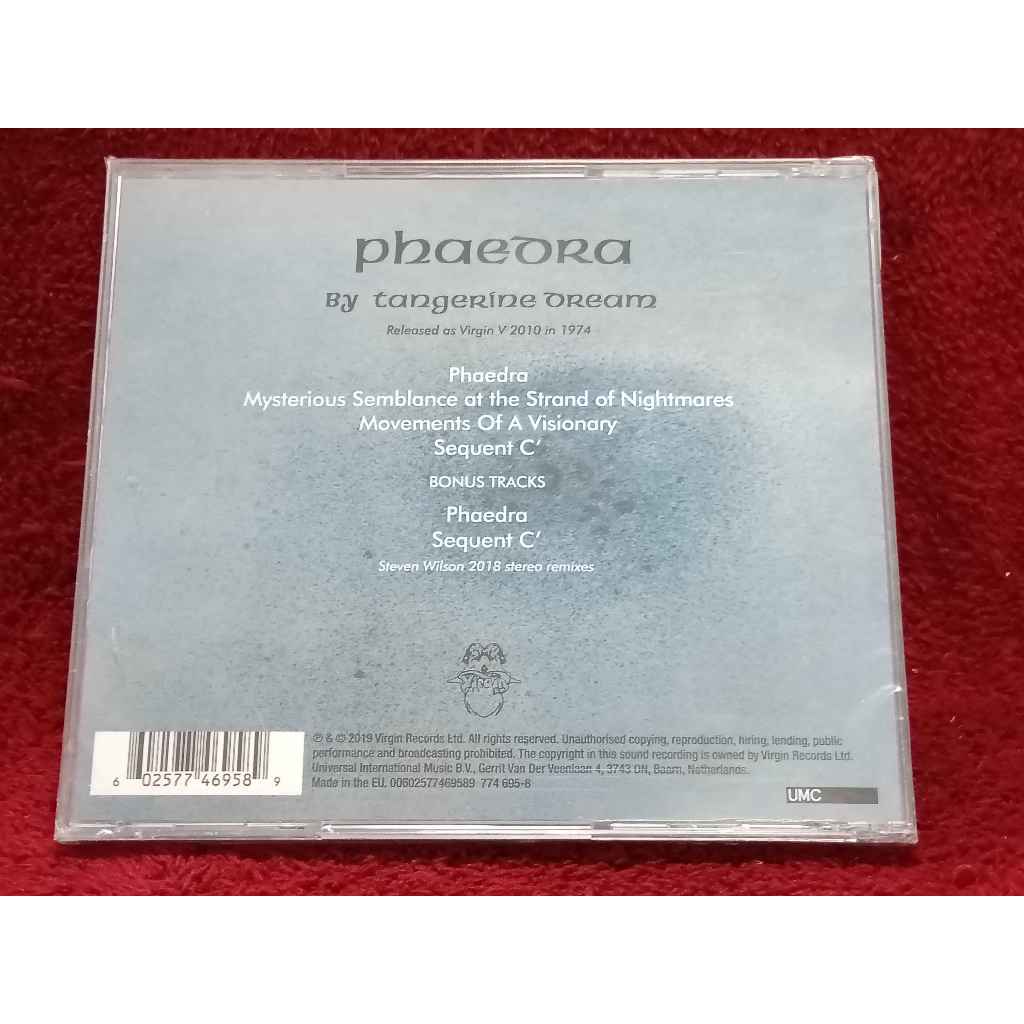 phaedra
By tangerine dream
Released as Virgin V 2010 in 1974
Phaedra
Mysterious Semblance at the Strand of Nightmares
Movements Of A Visionary
Sequent C’
BONUS TRACKS
Phaedra
Sequent C’
Steven Wilson 2018 stereo remixes
Virgin
6 02577 46958 9
℗ & © 2019 Virgin Records Ltd. All rights reserved. Unauthorised copying, reproduction, hiring, lending, public
performance and broadcasting prohibited. The copyright in this sound recording is owned by Virgin Records Ltd.
Universal International Music B.V., Gerrit Van Der Veenlaan 4, 3743 DN, Baarn, Netherlands.
Made in the EU. 00602577469589 774 695-8
UMC